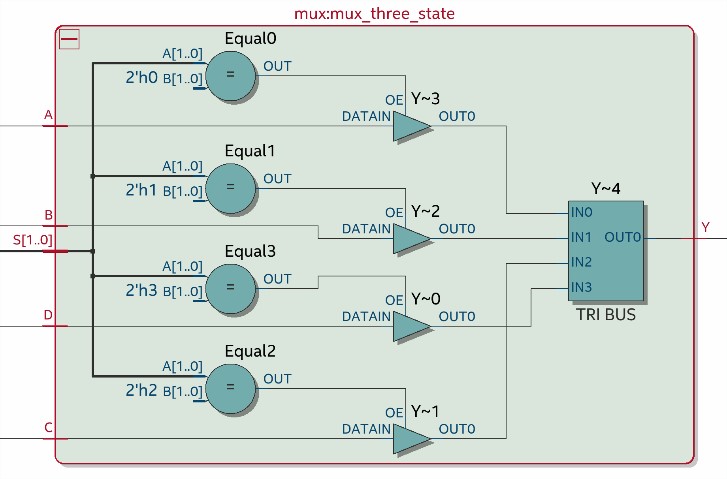 mux:mux_three_state
Equal0
A[1..0]
2'h0 B[1..0]
=
OUT
OE
Y~3
A
DATAIN
OUT0
Equal1
A[1..0]
2'h1 B[1..0]
=
OUT
OE
Y~2
B
DATAIN
OUT0
S[1..0]
Y~4
IN0
IN1
IN2
IN3
OUT0
TRI BUS
Y
Equal3
A[1..0]
2'h3 B[1..0]
=
OUT
OE
Y~0
D
DATAIN
OUT0
Equal2
A[1..0]
2'h2 B[1..0]
=
OUT
OE
Y~1
C
DATAIN
OUT0